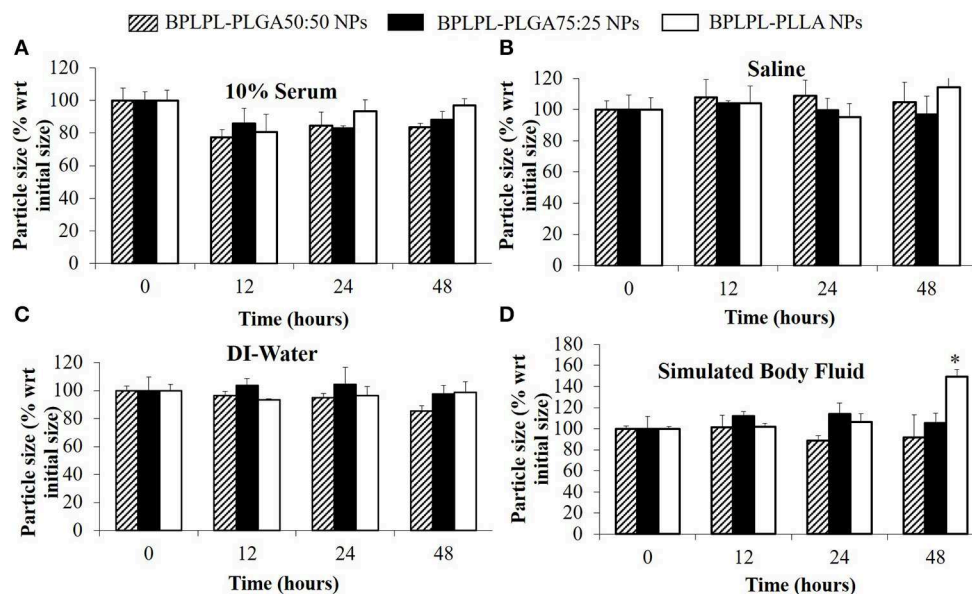 BPLPL-PLGA50:50 NPs BPLPL-PLGA75:25 NPs BPLPL-PLLA NPs
A
10% Serum
Particle size (% wrt
initial size)
120
100
80
60
40
20
0
0 12 24 48
Time (hours)
B
Saline
Particle size (% wrt
initial size)
120
100
80
60
40
20
0
0 12 24 48
Time (hours)
C
DI-Water
Particle size (% wrt
initial size)
120
100
80
60
40
20
0
0 12 24 48
Time (hours)
D
Simulated Body Fluid
Particle size (% wrt
initial size)
180
160
140
120
100
80
60
40
20
0
*
0 12 24 48
Time (hours)